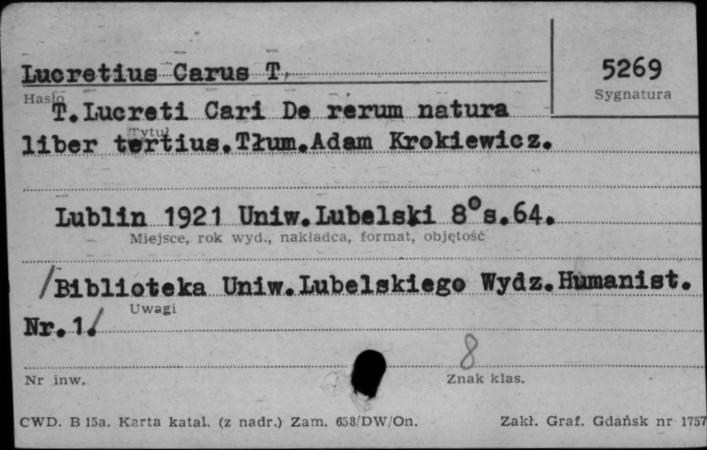 Lucretius Carus T.
5269
Sygnatura
Hasło
T.Lucreti Cari De rerum natura
Tytuł
liber tertius.Tłum.Adam Krokiewicz.
Lublin 1921 Uniw.Lubelski 8°s.64.
Miejsce, rok wyd., nakładca, format, objętość
/Biblioteka Uniw.Lubelskiego Wydz.Humanist.
Uwagi
Nr.1/
8
Nr inw.
Znak klas.
CWD. B 15a. Karta katal. (z nadr.) Zam. 658/DW/On.
Zakł. Graf. Gdańsk nr 1757